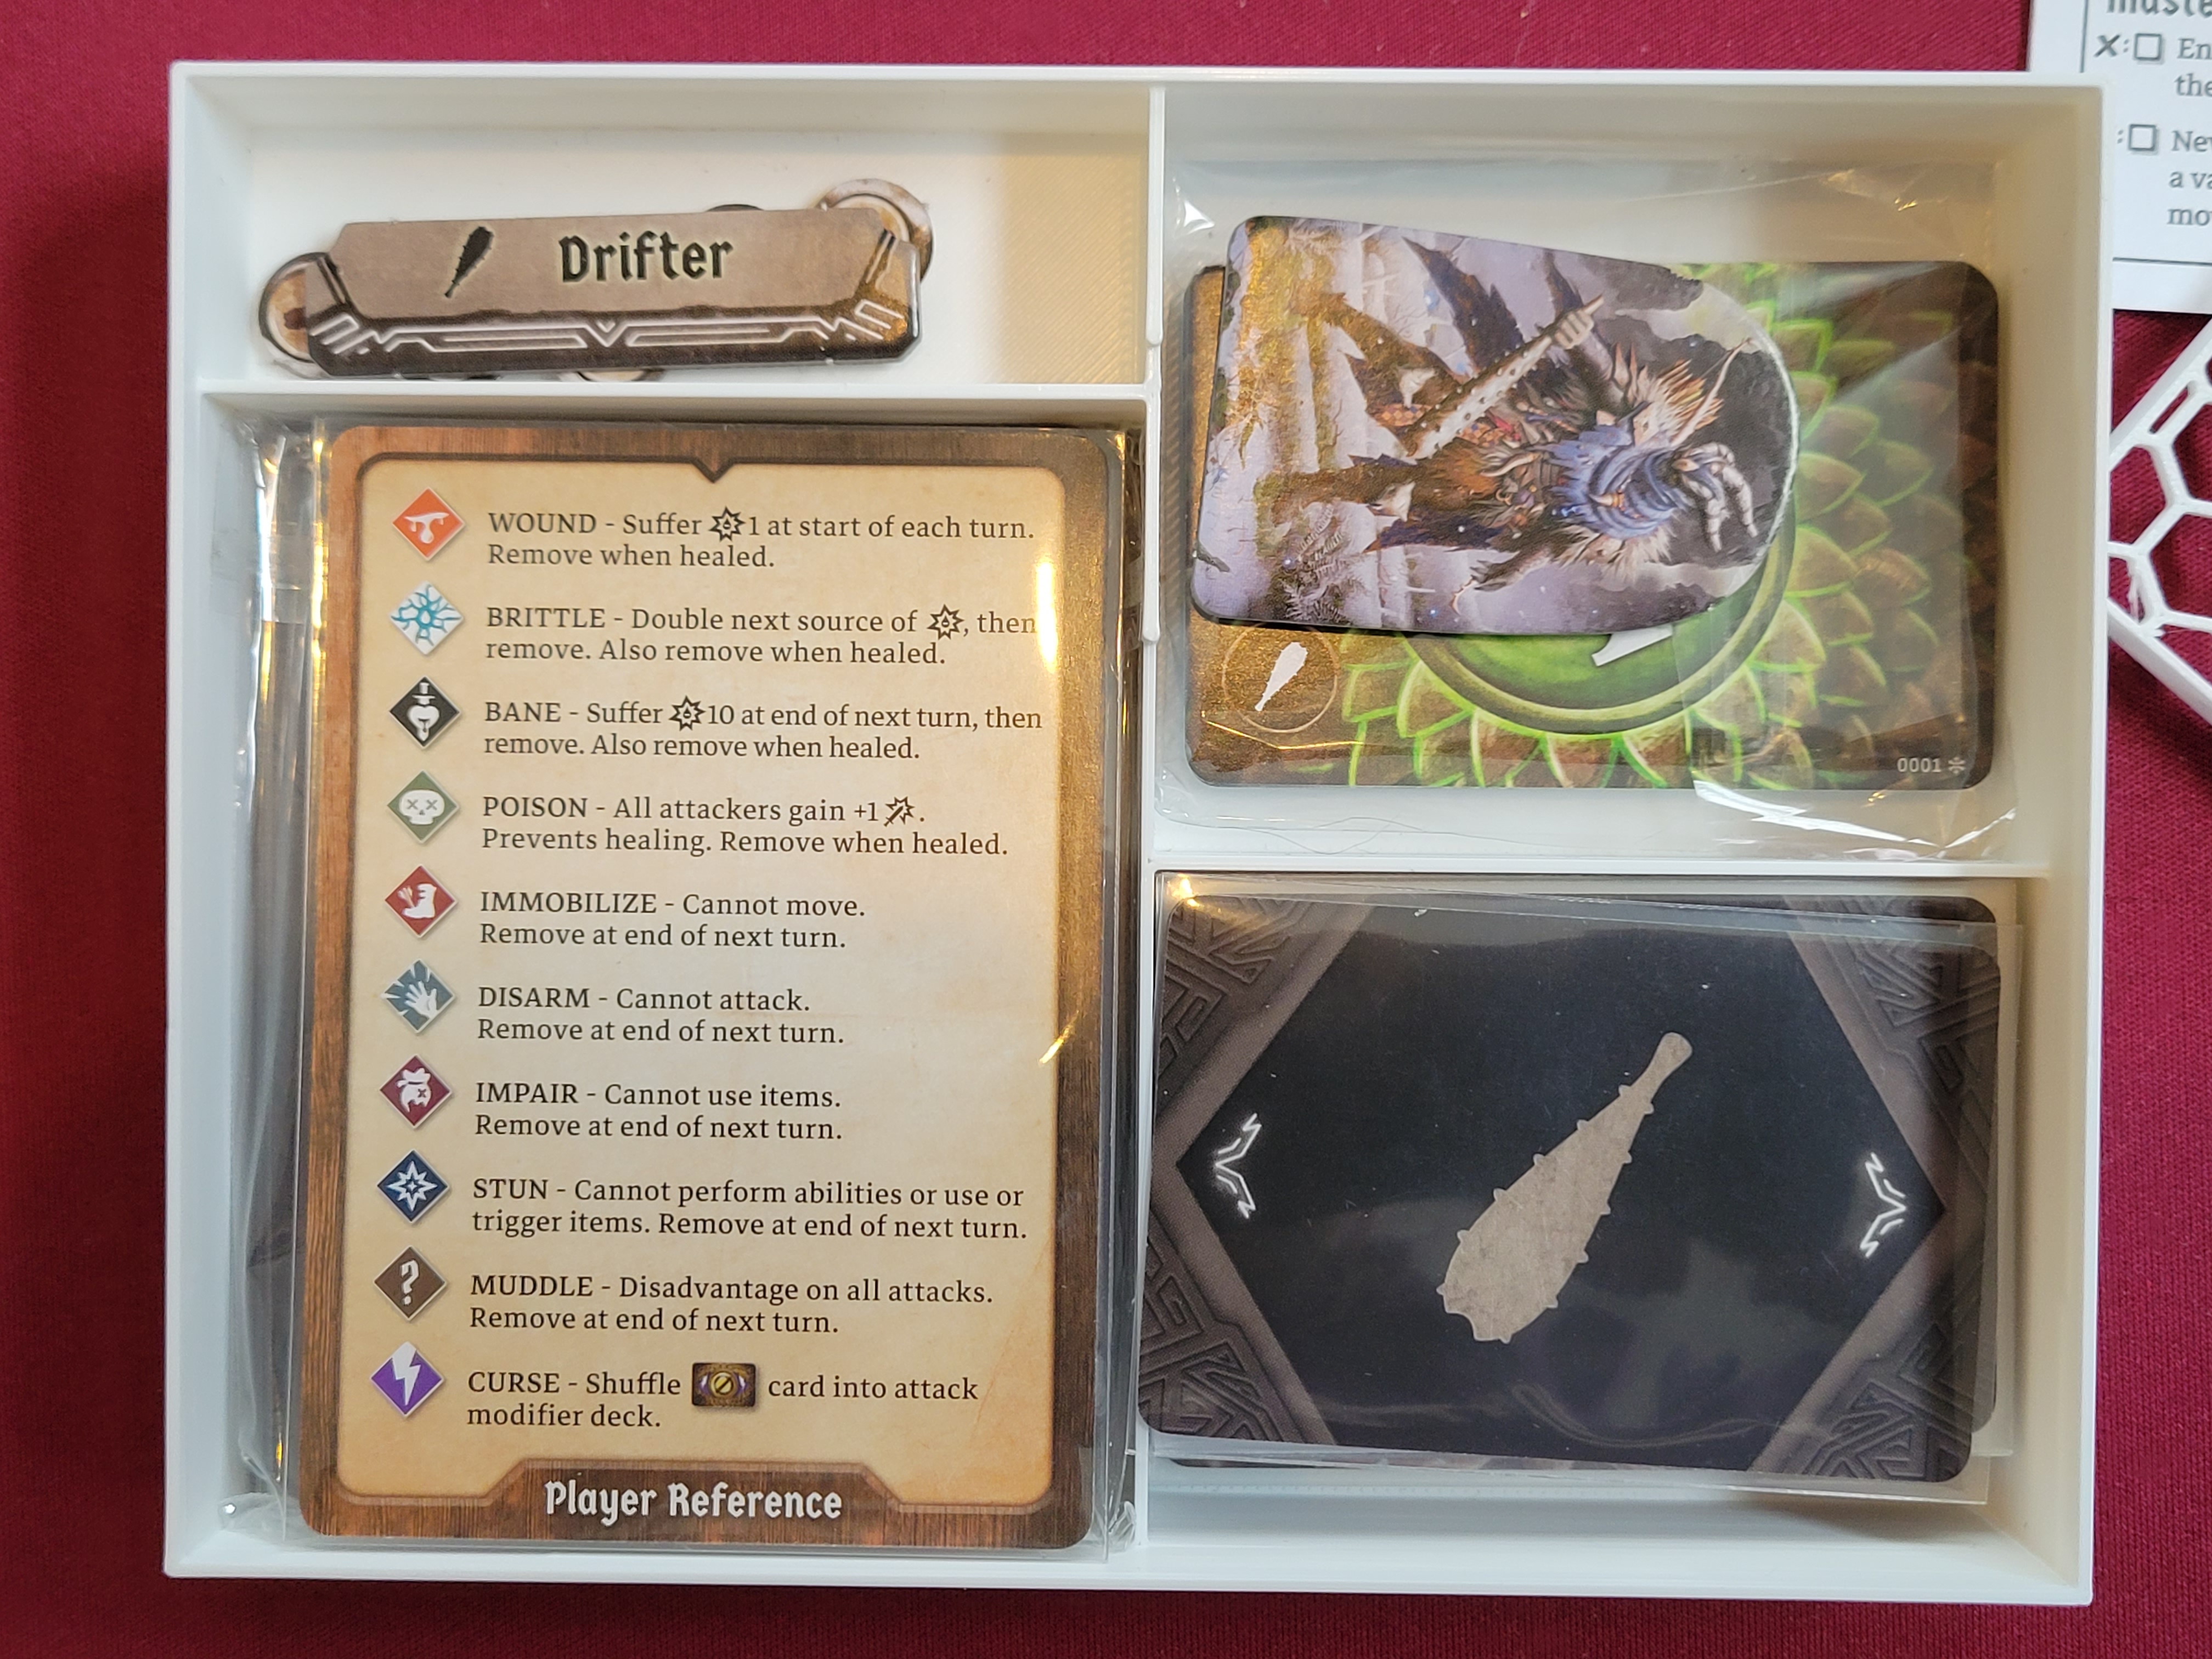 Drifter
WOUND - Suffer 1 at start of each turn.
Remove when healed.
BRITTLE - Double next source of , then
remove. Also remove when healed.
BANE - Suffer 10 at end of next turn, then
remove. Also remove when healed.
POISON - All attackers gain +1 .
Prevents healing. Remove when healed.
IMMOBILIZE - Cannot move.
Remove at end of next turn.
DISARM - Cannot attack.
Remove at end of next turn.
IMPAIR - Cannot use items.
Remove at end of next turn.
STUN - Cannot perform abilities or use or
trigger items. Remove at end of next turn.
MUDDLE - Disadvantage on all attacks.
Remove at end of next turn.
CURSE - Shuffle card into attack
modifier deck.
Player Reference
0001
the
a